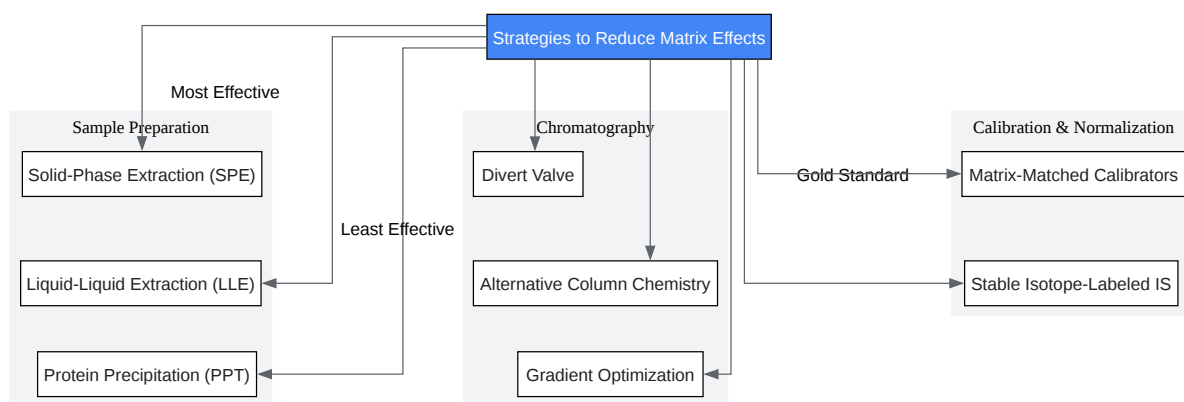 Strategies to Reduce Matrix Effects
Most Effective
Sample Preparation
Chromatography
Calibration & Normalization
Solid-Phase Extraction (SPE)
Divert Valve
Gold Standard
Matrix-Matched Calibrators
Least Effective
Liquid-Liquid Extraction (LLE)
Alternative Column Chemistry
Stable Isotope-Labeled IS
Protein Precipitation (PPT)
Gradient Optimization